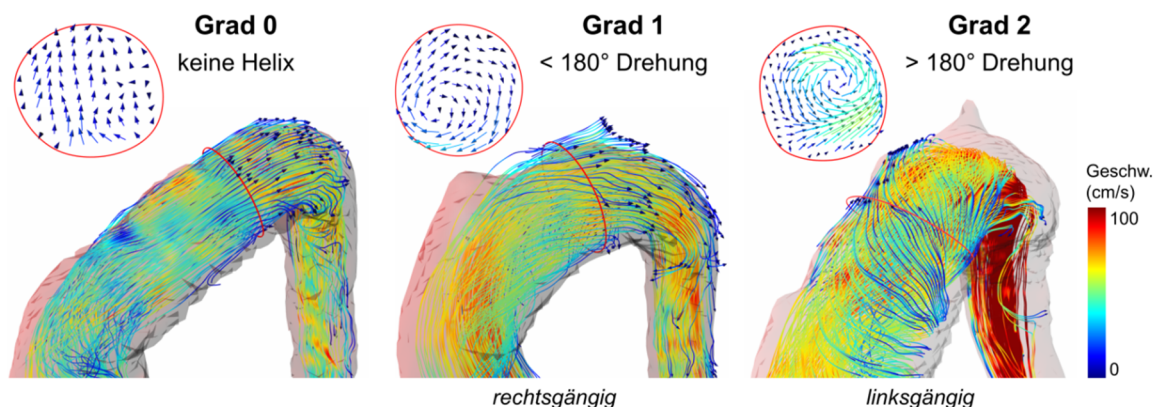 Grad 0
keine Helix
Grad 1
< 180° Drehung
Grad 2
> 180° Drehung
Geschw.
(cm/s)
100
0
rechtsgängig
linksgängig